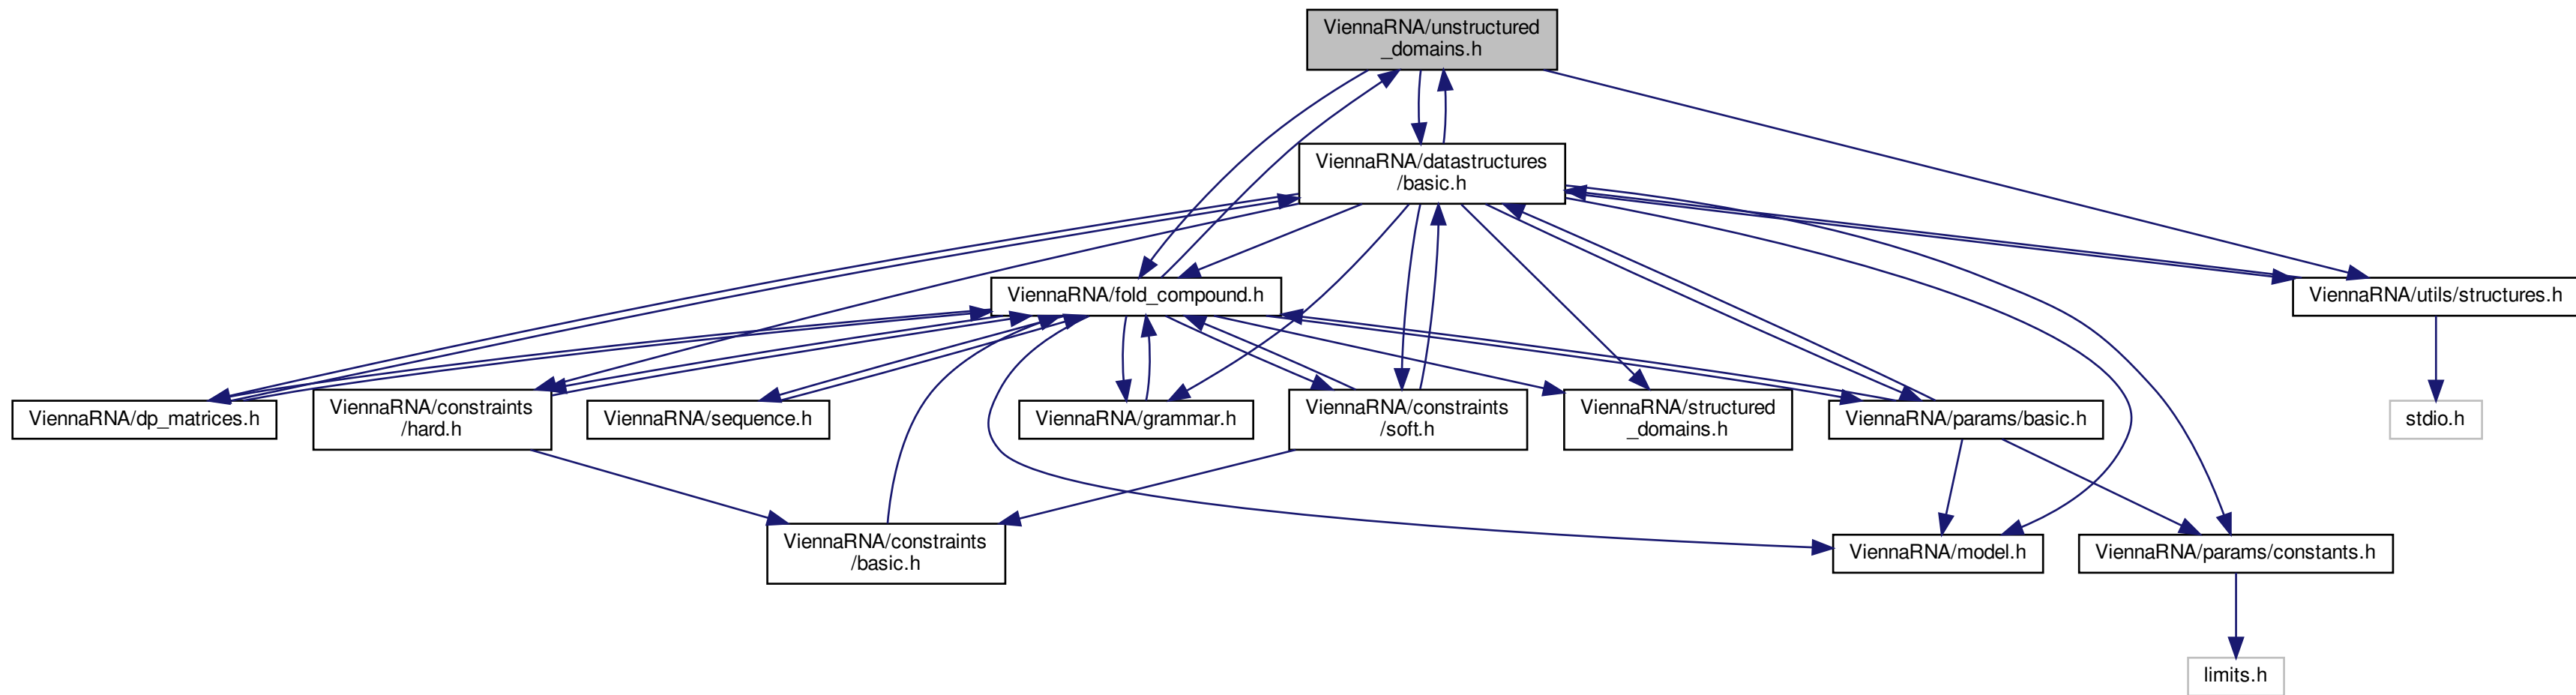 ViennaRNA/unstructured
_domains.h
ViennaRNA/datastructures
/basic.h
ViennaRNA/fold_compound.h
ViennaRNA/utils/structures.h
ViennaRNA/dp_matrices.h
ViennaRNA/constraints
/hard.h
ViennaRNA/sequence.h
ViennaRNA/grammar.h
ViennaRNA/constraints
/soft.h
ViennaRNA/structured
_domains.h
ViennaRNA/params/basic.h
stdio.h
ViennaRNA/constraints
/basic.h
ViennaRNA/model.h
ViennaRNA/params/constants.h
limits.h